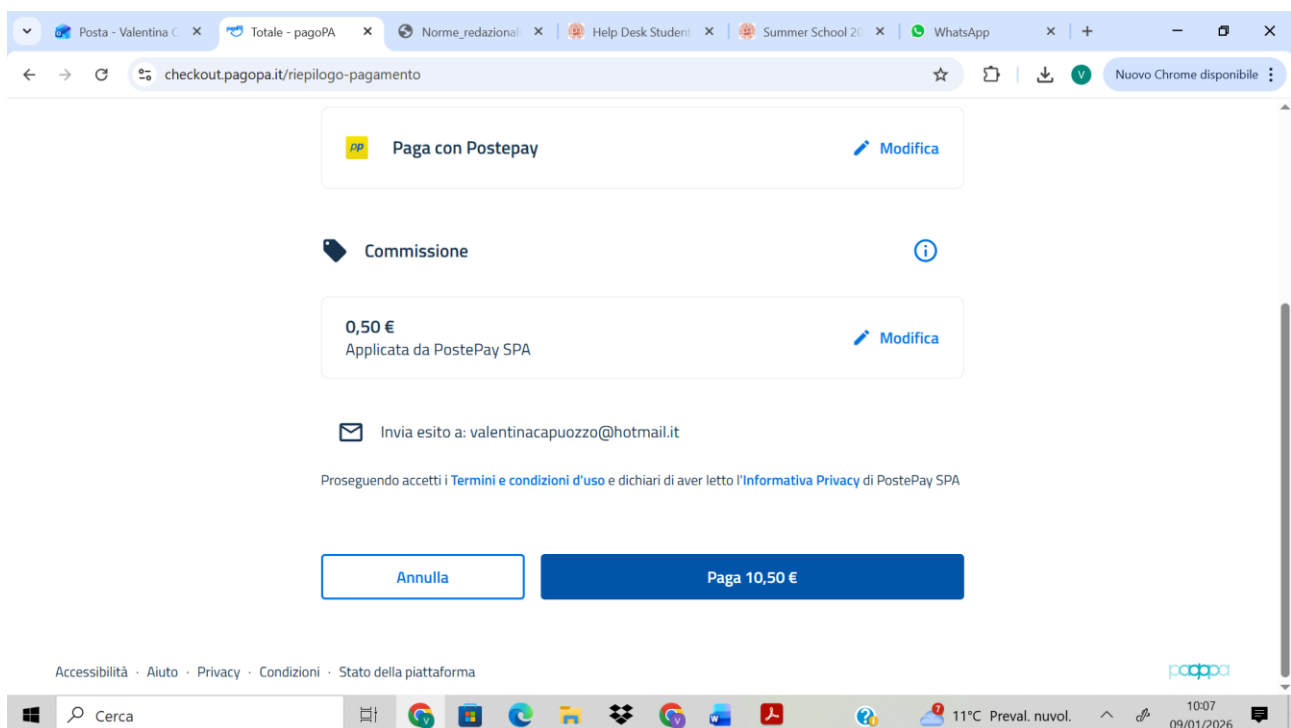 Posta - Valentina C
Totale - pagoPA
Norme_redazionali
Help Desk Student
Summer School 20
WhatsApp
checkout.pagopa.it/riepilogo-pagamento
Nuovo Chrome disponibile
V
PP
Paga con Postepay
Modifica
Commissione
0,50 €
Applicata da PostePay SPA
Modifica
Invia esito a: valentinacapuozzo@hotmail.it
Proseguendo accetti i Termini e condizioni d'uso e dichiari di aver letto l'Informativa Privacy di PostePay SPA
Annulla
Paga 10,50 €
Accessibilità · Aiuto · Privacy · Condizioni · Stato della piattaforma
pagopa
Cerca
11°C Preval. nuvol.
10:07
09/01/2026